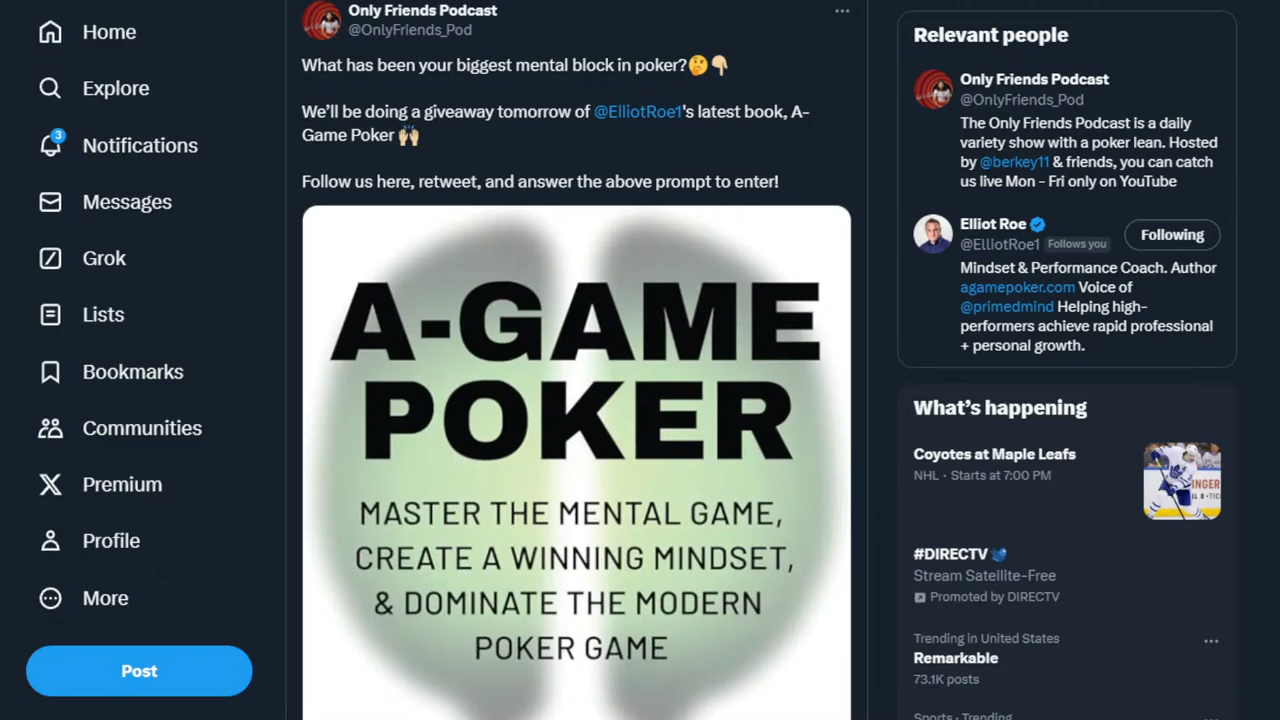 Home
Explore
3
Notifications
Messages
Grok
Lists
Bookmarks
Communities
Premium
Profile
More
Post
Only Friends Podcast
@OnlyFriends_Pod
What has been your biggest mental block in poker?🤔👇🏼
We’ll be doing a giveaway tomorrow of @ElliotRoe1's latest book, A-
Game Poker 🙌🏼
Follow us here, retweet, and answer the above prompt to enter!
A-GAME
POKER
MASTER THE MENTAL GAME,
CREATE A WINNING MINDSET,
& DOMINATE THE MODERN
POKER GAME
Relevant people
Only Friends Podcast
@OnlyFriends_Pod
The Only Friends Podcast is a daily
variety show with a poker lean. Hosted
by @berkey11 & friends, you can catch
us live Mon - Fri only on YouTube
Elliot Roe
@ElliotRoe1 Follows you
Following
Mindset & Performance Coach. Author
agamepoker.com Voice of
@primedmind Helping high-
performers achieve rapid professional
+ personal growth.
What’s happening
Coyotes at Maple Leafs
NHL · Starts at 7:00 PM
#DIRECTV
Stream Satellite-Free
Promoted by DIRECTV
Trending in United States
Remarkable
73.1K posts
Sports · Trending